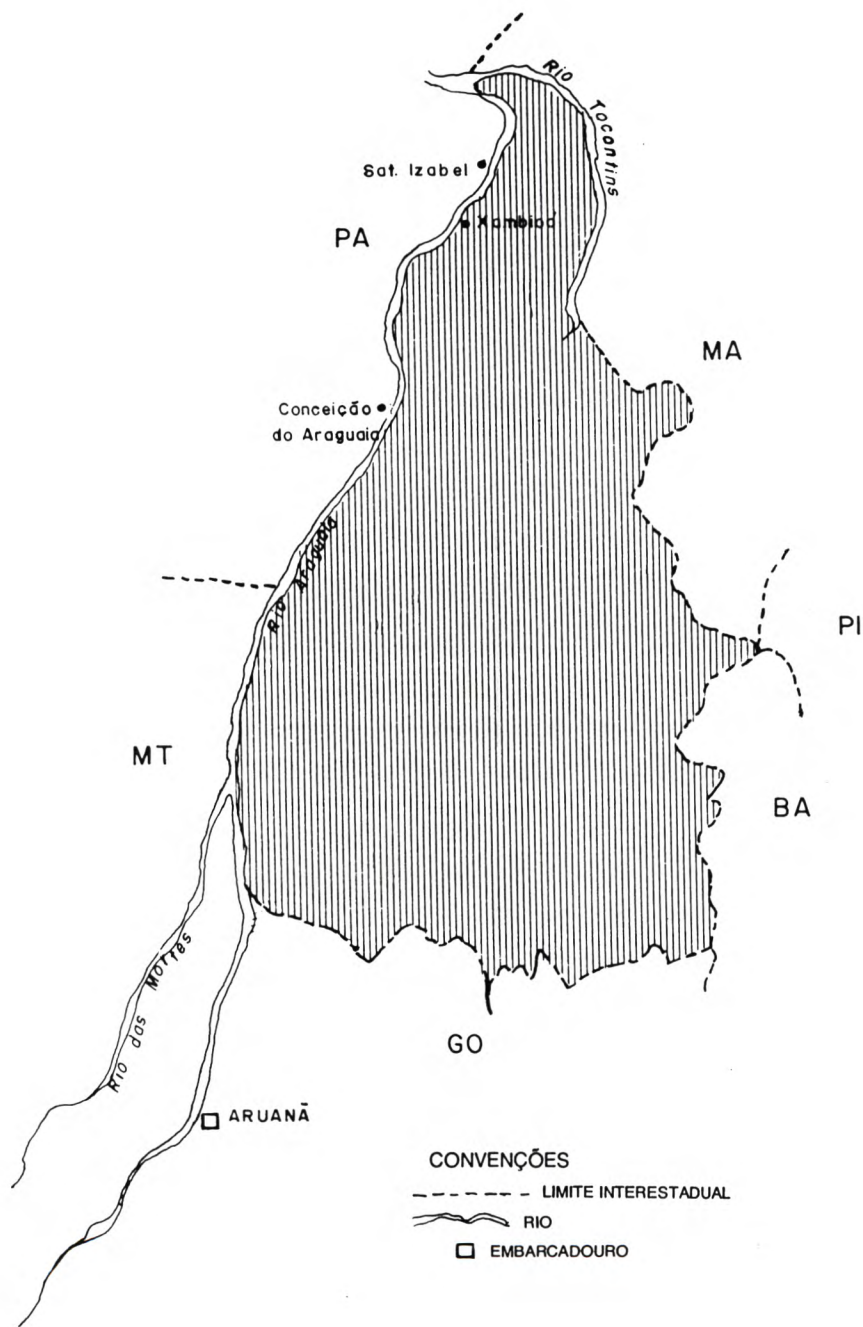 Rio Tocantins
Sat. Izabel
Xambioá
PA
MA
Conceição
do Araguaia
Rio Araguaia
PI
MT
BA
Rio das Mortes
GO
ARUANÃ
CONVENÇÕES
LIMITE INTERESTADUAL
RIO
EMBARCADOURO